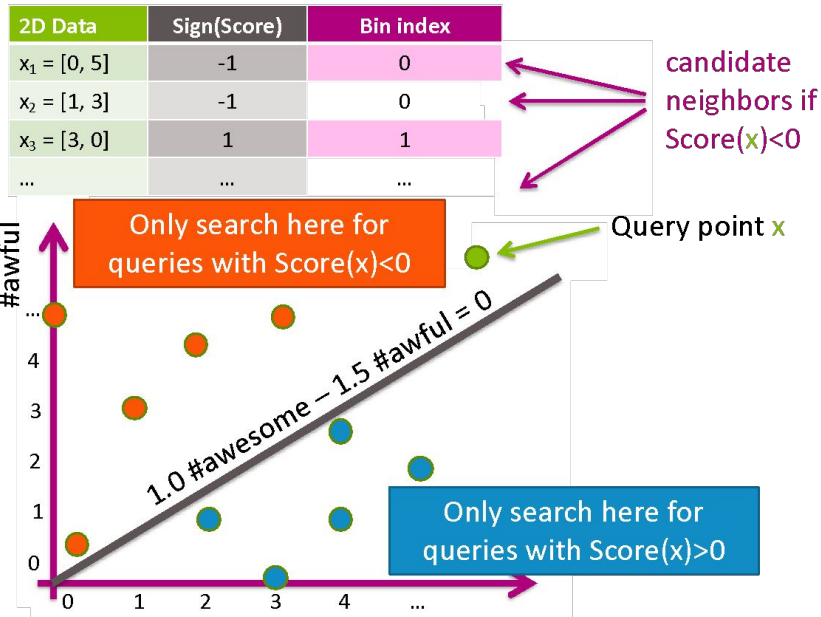 2D Data Sign(Score) Bin index
x₁ = [0, 5] -1 0
x₂ = [1, 3] -1 0
x₃ = [3, 0] 1 1
... ... ...
candidate
neighbors if
Score(x)<0
Only search here for
queries with Score(x)<0
Query point x
#awful
...
4
3
2
1
0
1.0 #awesome – 1.5 #awful = 0
Only search here for
queries with Score(x)>0
0 1 2 3 4 ...